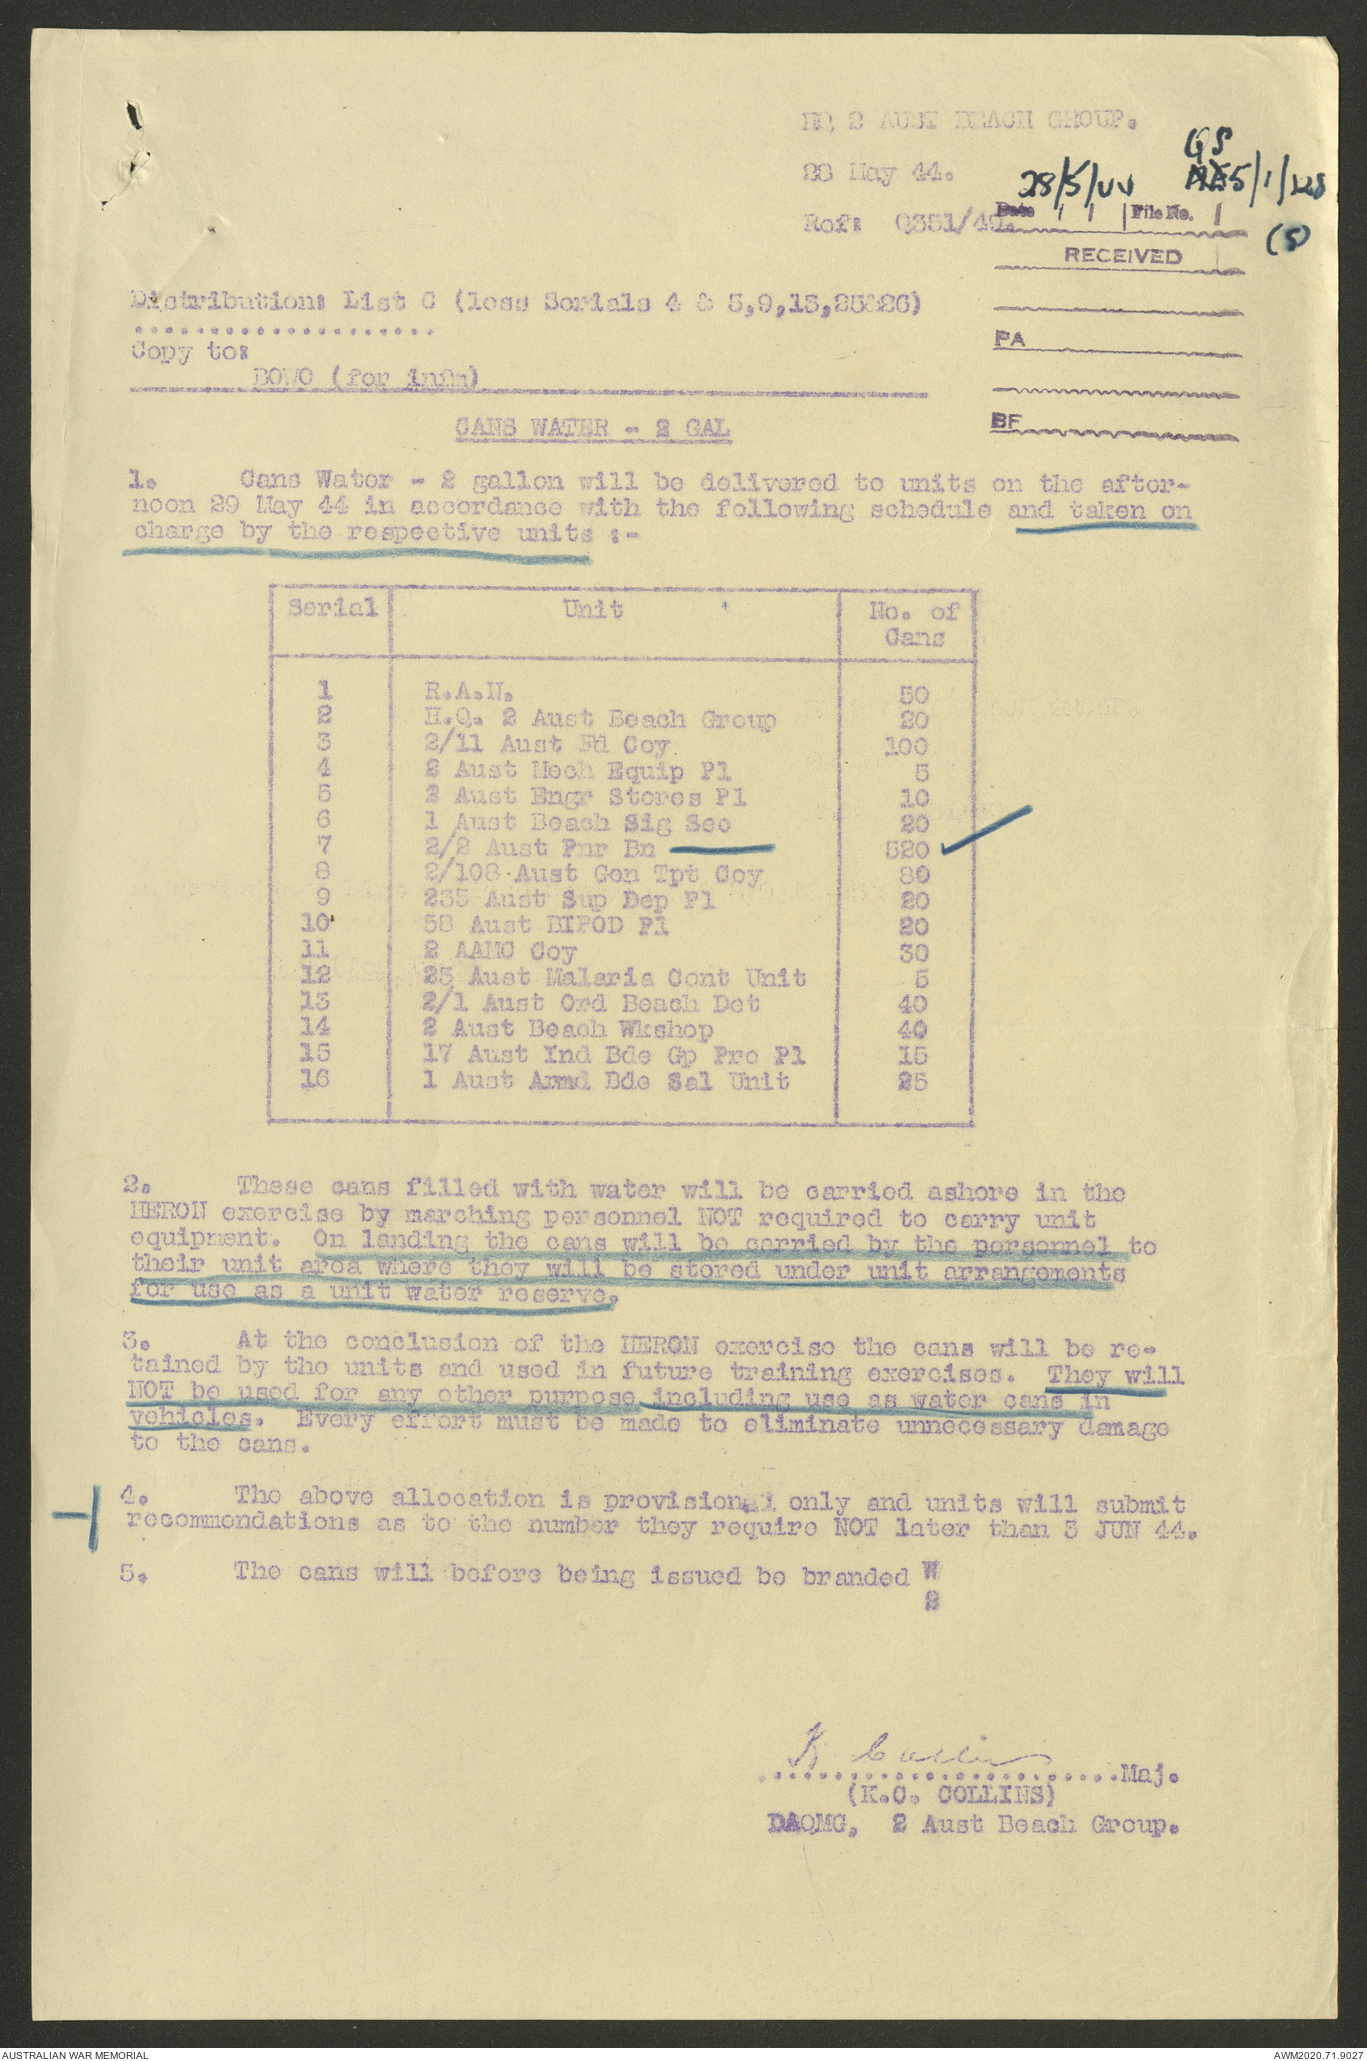 HQ 2 AUST BEACH GROUP.
28 May 44.
Ref: Q351/49.
28/5/44 GS
5/1/128
Date / / File No. /
(5)
RECEIVED
PA
BF
Distribution: List C (less Serials 4 & 5,9,13,25&26)
Copy to:
BOWO (for infm)
CANS WATER - 2 GAL
1. Cans Water - 2 gallon will be delivered to units on the after-
noon 29 May 44 in accordance with the following schedule and taken on
charge by the respective units :-
Serial Unit No. of
Cans
1 R.A.N. 50
2 H.Q. 2 Aust Beach Group 20
3 2/11 Aust Fd Coy 100
4 2 Aust Mech Equip Pl 5
5 2 Aust Engr Stores Pl 10
6 1 Aust Beach Sig Sec 20
7 2/2 Aust Pnr Bn 520
8 2/108 Aust Gen Tpt Coy 80
9 235 Aust Sup Dep Pl 20
10 58 Aust BIPOD Pl 20
11 2 AAMC Coy 30
12 23 Aust Malaria Cont Unit 5
13 2/1 Aust Ord Beach Det 40
14 2 Aust Beach Wkshop 40
15 17 Aust Ind Bde Gp Pro Pl 15
16 1 Aust Armd Bde Sal Unit 25
2. These cans filled with water will be carried ashore in the
HERON exercise by marching personnel NOT required to carry unit
equipment. On landing the cans will be carried by the personnel to
their unit area where they will be stored under unit arrangements
for use as a unit water reserve.
3. At the conclusion of the HERON exercise the cans will be re-
tained by the units and used in future training exercises. They will
NOT be used for any other purpose including use as water cans in
vehicles. Every effort must be made to eliminate unnecessary damage
to the cans.
4. The above allocation is provisional only and units will submit
recommendations as to the number they require NOT later than 3 JUN 44.
5. The cans will before being issued be branded W
2
K Collins
.........................Maj.
(K.C. COLLINS)
DAQMG, 2 Aust Beach Group.
AUSTRALIAN WAR MEMORIAL
AWM2020.71.9027